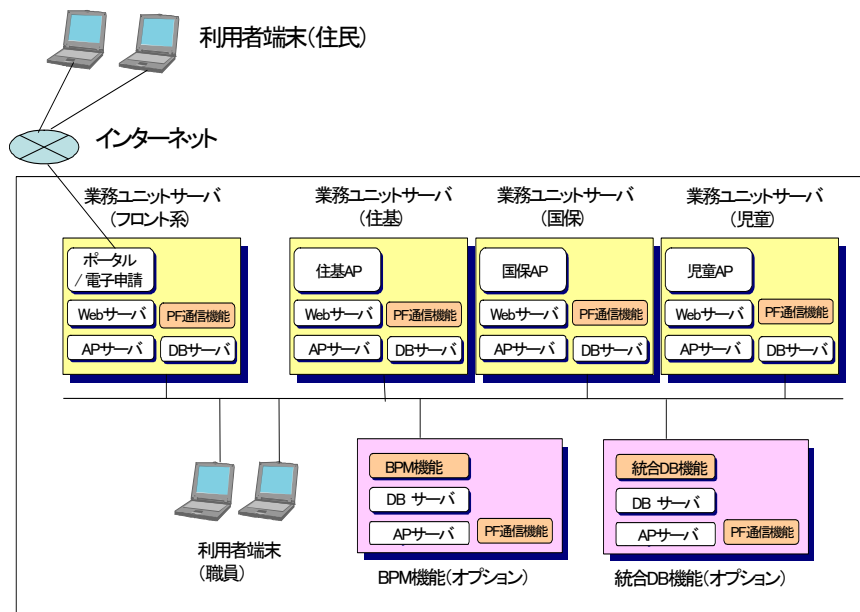 利用者端末(住民)
インターネット
業務ユニットサーバ
(フロント系)
ポータル
/電子申請
Webサーバ
PF通信機能
APサーバ
DBサーバ
業務ユニットサーバ
(住基)
住基AP
Webサーバ
PF通信機能
APサーバ
DBサーバ
業務ユニットサーバ
(国保)
国保AP
Webサーバ
PF通信機能
APサーバ
DBサーバ
業務ユニットサーバ
(児童)
児童AP
Webサーバ
PF通信機能
APサーバ
DBサーバ
利用者端末
(職員)
BPM機能
DB サーバ
APサーバ
PF通信機能
BPM機能(オプション)
統合DB機能
DB サーバ
APサーバ
PF通信機能
統合DB機能(オプション)